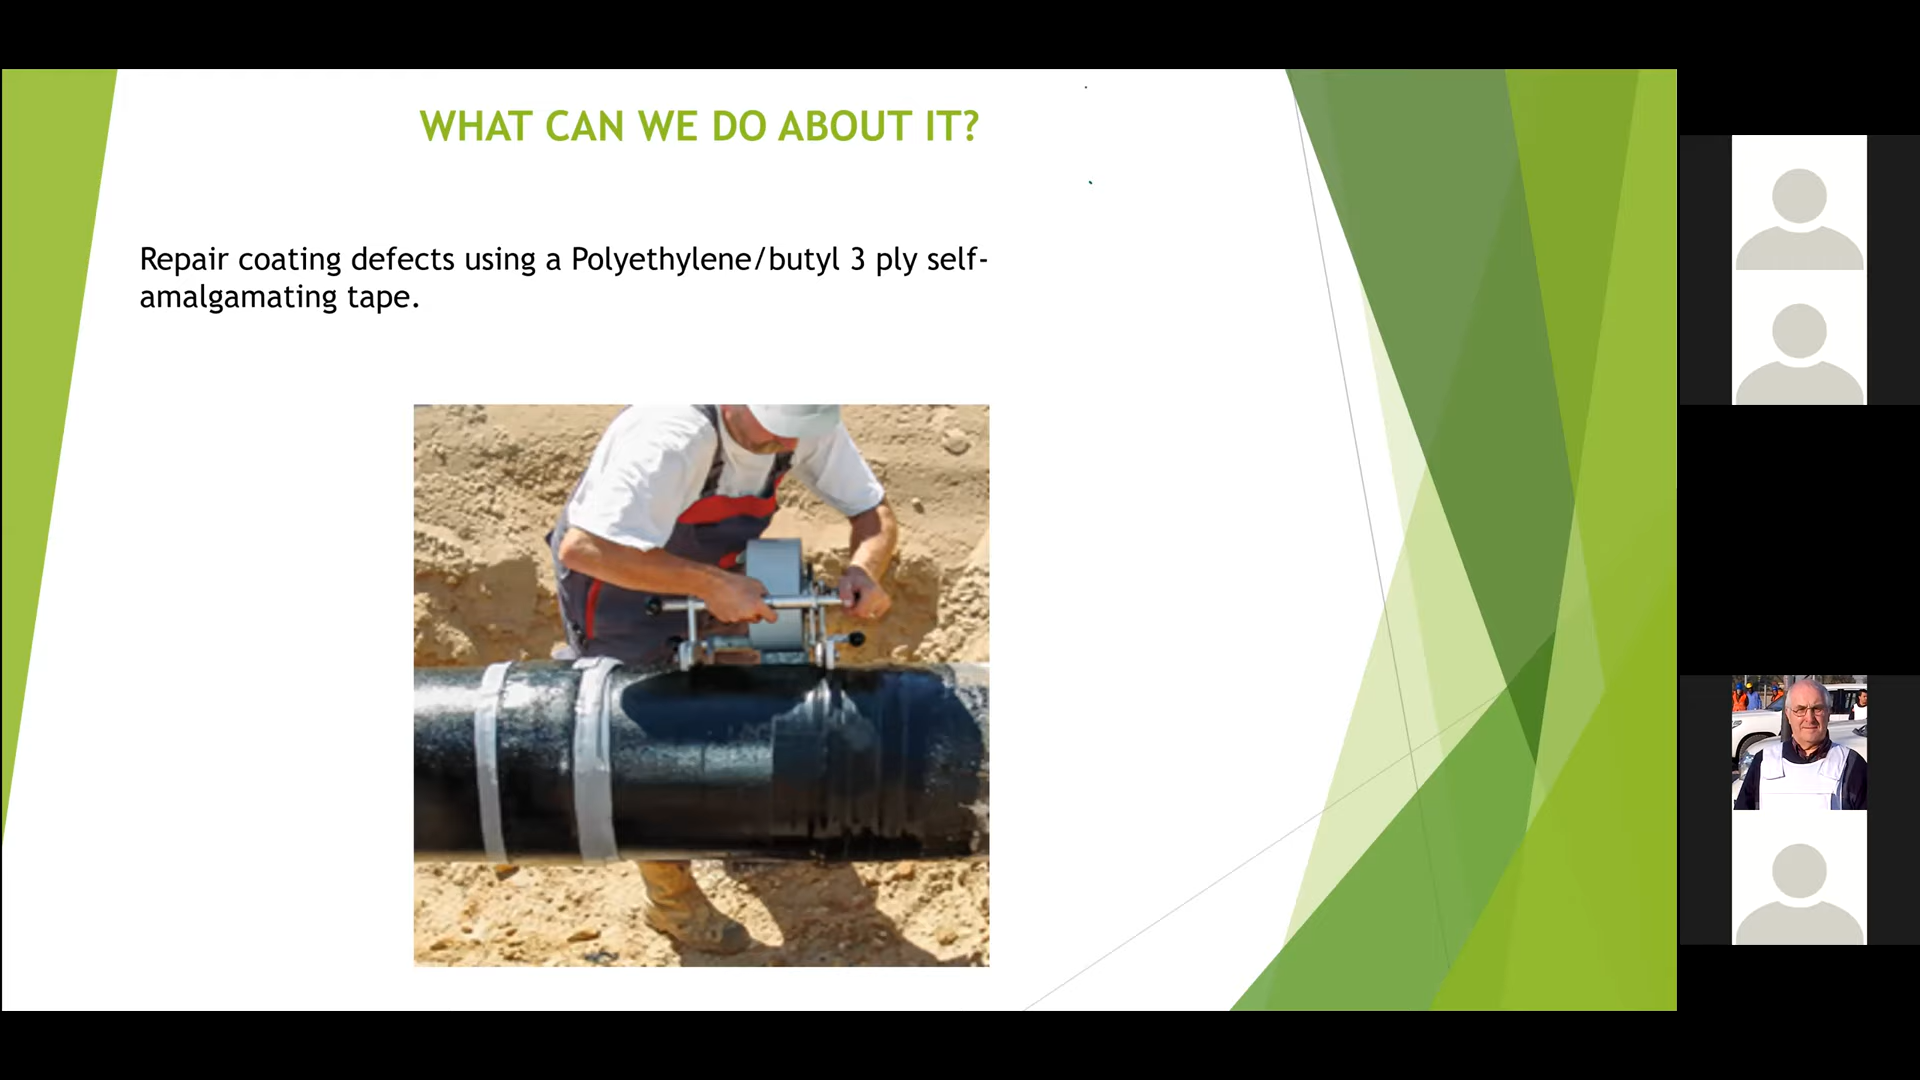 WHAT CAN WE DO ABOUT IT?
Repair coating defects using a Polyethylene/butyl 3 ply self-
amalgamating tape.